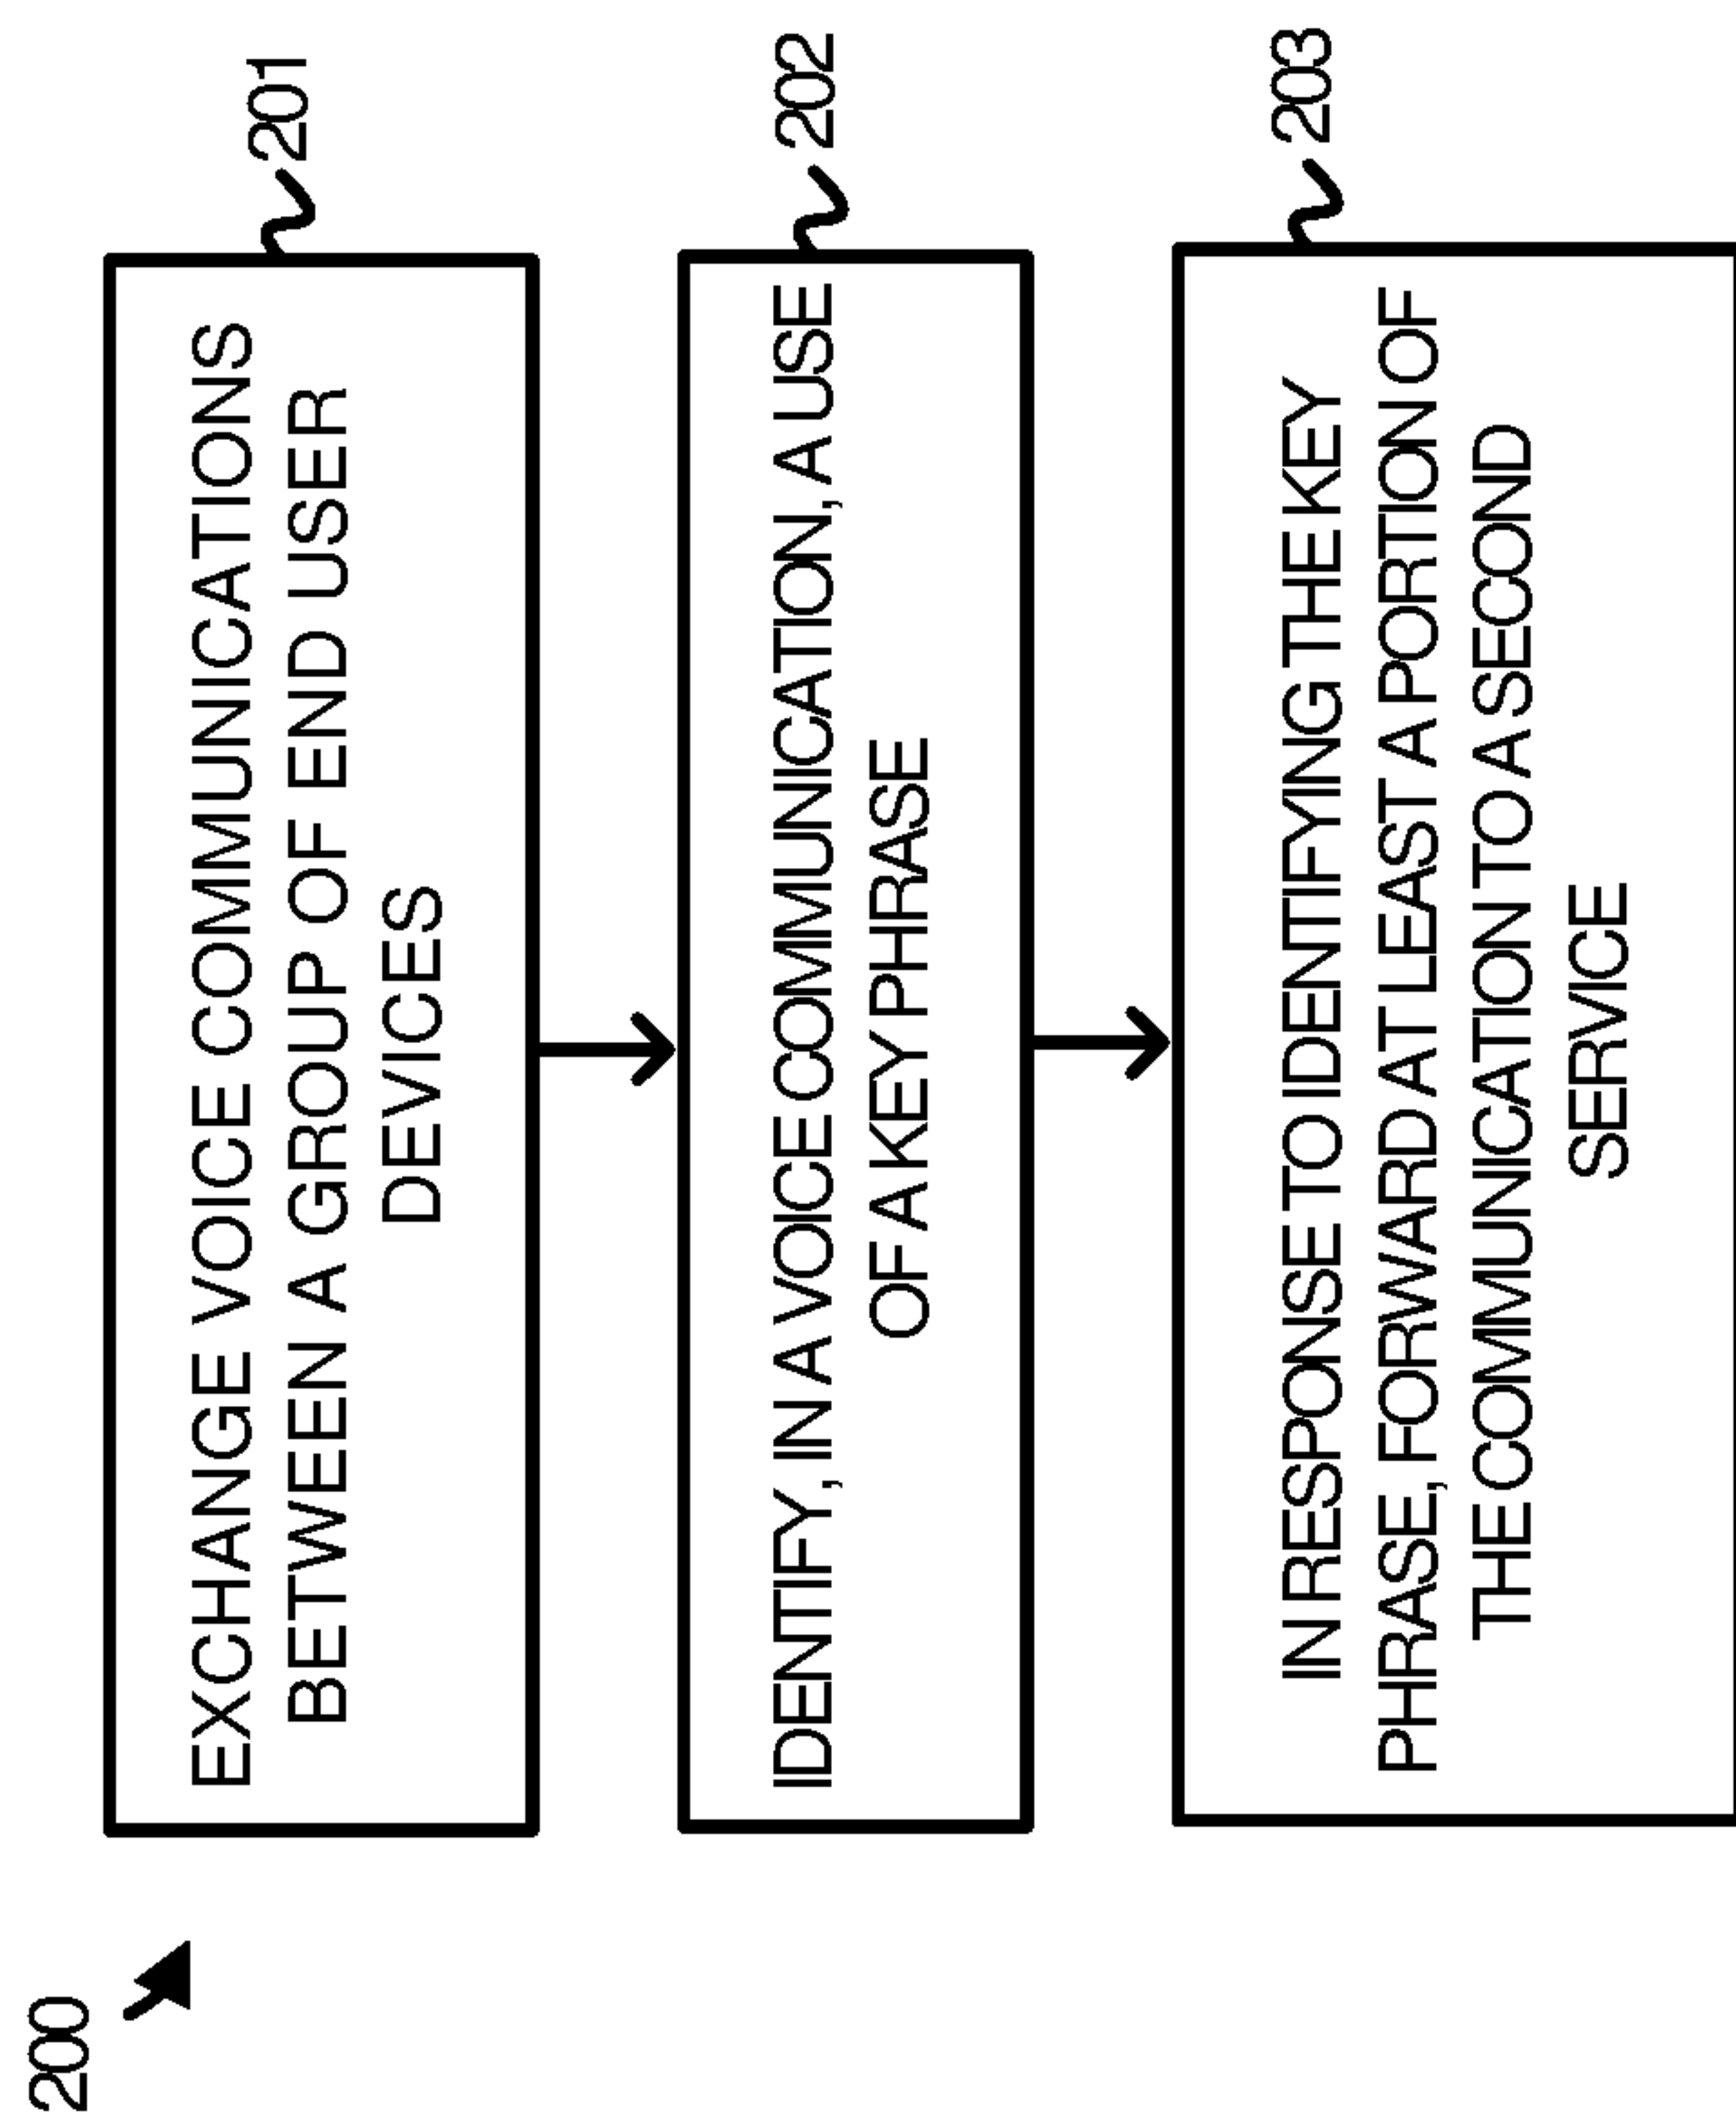 200
EXCHANGE VOICE COMMUNICATIONS
BETWEEN A GROUP OF END USER
DEVICES
201
IDENTIFY, IN A VOICE COMMUNICATION, A USE
OF A KEY PHRASE
202
IN RESPONSE TO IDENTIFYING THE KEY
PHRASE, FORWARD AT LEAST A PORTION OF
THE COMMUNICATION TO A SECOND
SERVICE
203